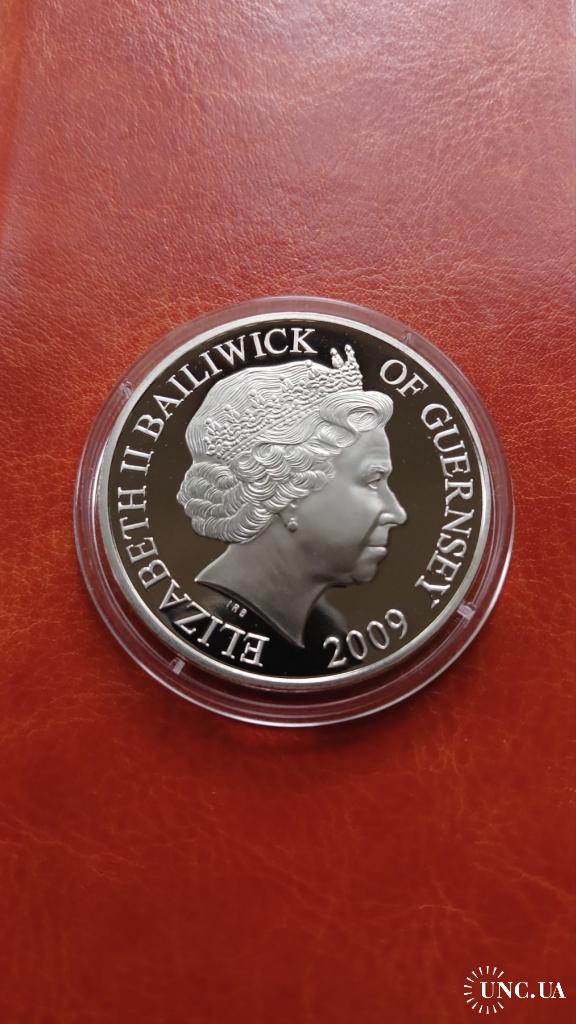 ELIZABETH II BAILIWICK OF GUERNSEY
2009
IRB
UNC.UA